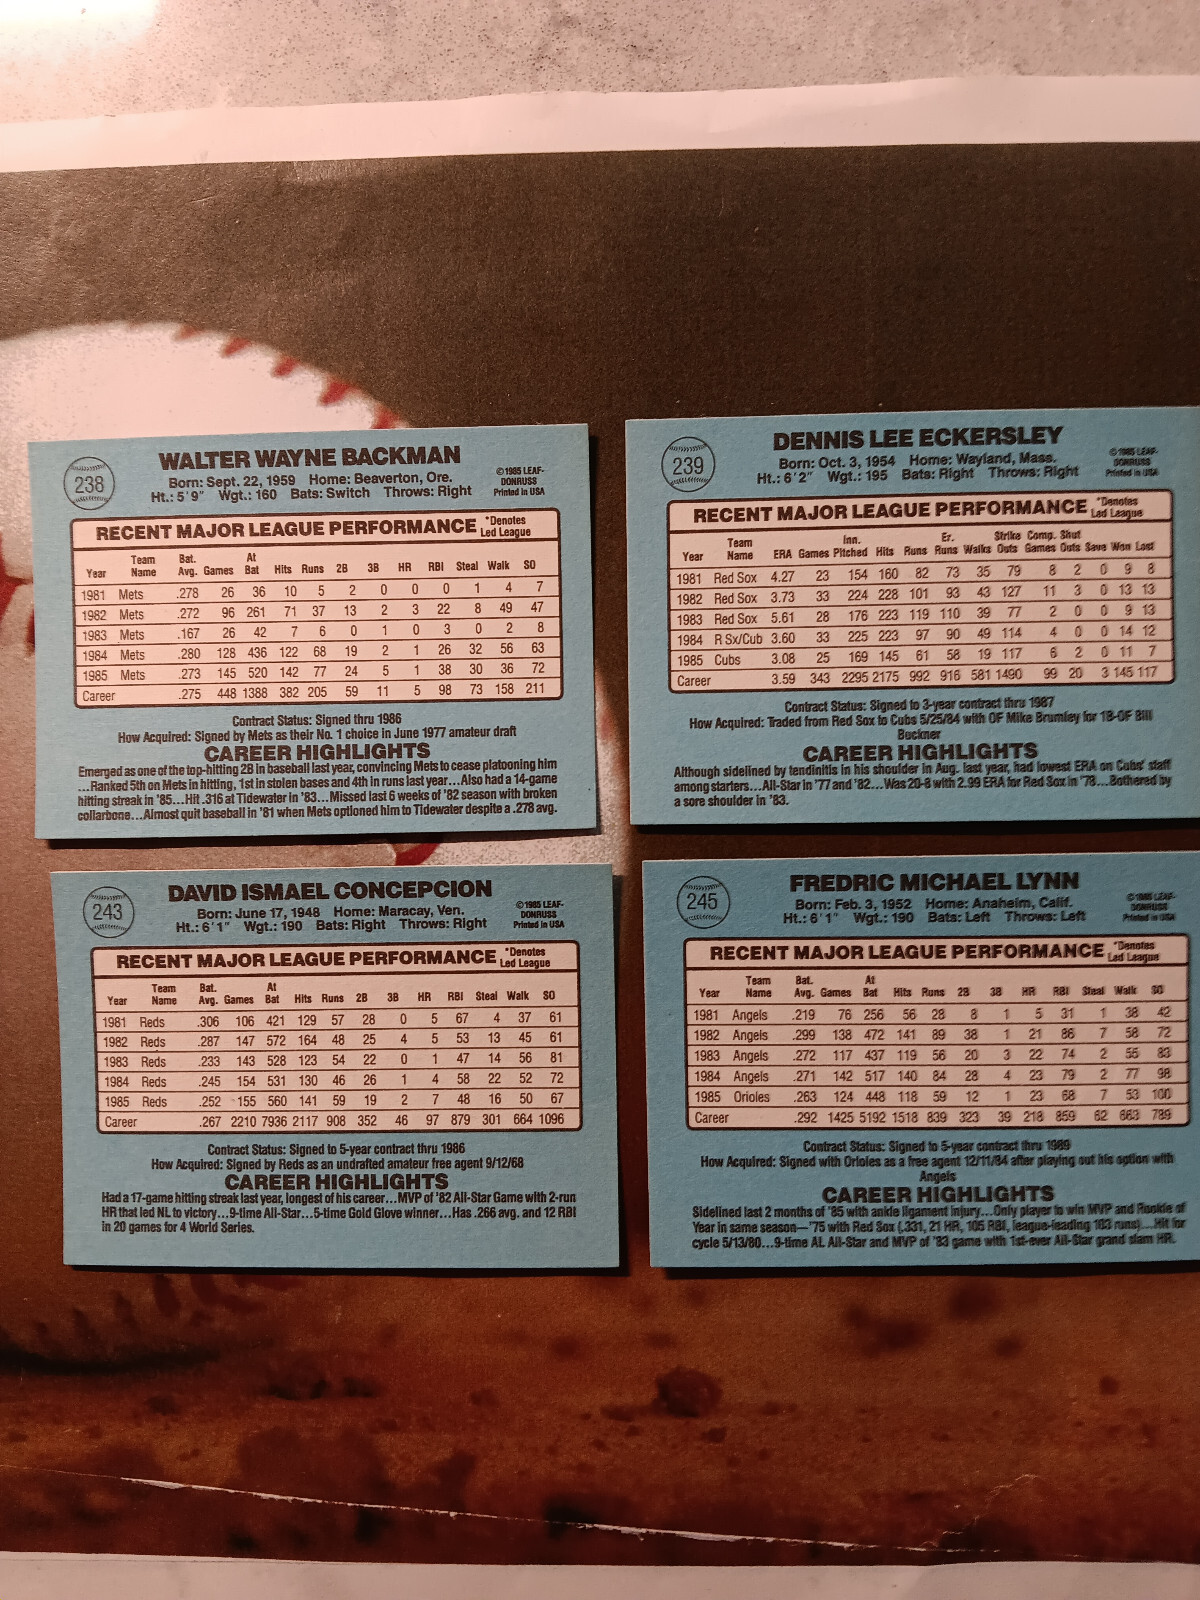 238
WALTER WAYNE BACKMAN
Born: Sept. 22, 1959 Home: Beaverton, Ore.
Ht.: 5'9" Wgt.: 160 Bats: Switch Throws: Right
©1985 LEAF-
DONRUSS
Printed in USA
RECENT MAJOR LEAGUE PERFORMANCE *Denotes Led League
Year Team Name Bat. Avg. Games At Bat Hits Runs 2B 3B HR RBI Steal Walk SO
1981 Mets .278 26 36 10 5 2 0 0 0 1 4 7
1982 Mets .272 96 261 71 37 13 2 3 22 8 49 47
1983 Mets .167 26 42 7 6 0 1 0 3 0 2 8
1984 Mets .280 128 436 122 68 19 2 1 26 32 56 63
1985 Mets .273 145 520 142 77 24 5 1 38 30 36 72
Career .275 448 1388 382 205 59 11 5 98 73 158 211
Contract Status: Signed thru 1986
How Acquired: Signed by Mets as their No. 1 choice in June 1977 amateur draft
CAREER HIGHLIGHTS
Emerged as one of the top-hitting 2B in baseball last year, convincing Mets to cease platooning him
...Ranked 5th on Mets in hitting, 1st in stolen bases and 4th in runs last year...Also had a 14-game
hitting streak in '85...Hit .316 at Tidewater in '83...Missed last 6 weeks of '82 season with broken
collarbone...Almost quit baseball in '81 when Mets optioned him to Tidewater despite a .278 avg.
239
DENNIS LEE ECKERSLEY
Born: Oct. 3, 1954 Home: Wayland, Mass.
Ht.: 6'2" Wgt.: 195 Bats: Right Throws: Right
©1985 LEAF-
DONRUSS
Printed in USA
RECENT MAJOR LEAGUE PERFORMANCE *Denotes Led League
Year Team Name ERA Games Inn. Pitched Hits Runs Er. Runs Walks Strike Outs Comp. Games Shut Outs Save Won Lost
1981 Red Sox 4.27 23 154 160 82 73 35 79 8 2 0 9 8
1982 Red Sox 3.73 33 224 228 101 93 43 127 11 3 0 13 13
1983 Red Sox 5.61 28 176 223 119 110 39 77 2 0 0 9 13
1984 R Sx/Cub 3.60 33 225 223 97 90 49 114 4 0 0 14 12
1985 Cubs 3.08 25 169 145 61 58 19 117 6 2 0 11 7
Career 3.59 343 2295 2175 992 916 581 1490 99 20 3 145 117
Contract Status: Signed to 3-year contract thru 1987
How Acquired: Traded from Red Sox to Cubs 5/25/84 with OF Mike Brumley for 1B-OF Bill
Buckner
CAREER HIGHLIGHTS
Although sidelined by tendinitis in his shoulder in Aug. last year, had lowest ERA on Cubs' staff
among starters...All-Star in '77 and '82...Was 20-8 with 2.99 ERA for Red Sox in '78...Bothered by
a sore shoulder in '83.
243
DAVID ISMAEL CONCEPCION
Born: June 17, 1948 Home: Maracay, Ven.
Ht.: 6'1" Wgt.: 190 Bats: Right Throws: Right
©1985 LEAF-
DONRUSS
Printed in USA
RECENT MAJOR LEAGUE PERFORMANCE *Denotes Led League
Year Team Name Bat. Avg. Games At Bat Hits Runs 2B 3B HR RBI Steal Walk SO
1981 Reds .306 106 421 129 57 28 0 5 67 4 37 61
1982 Reds .287 147 572 164 48 25 4 5 53 13 45 61
1983 Reds .233 143 528 123 54 22 0 1 47 14 56 81
1984 Reds .245 154 531 130 46 26 1 4 58 22 52 72
1985 Reds .252 155 560 141 59 19 2 7 48 16 50 67
Career .267 2210 7936 2117 908 352 46 97 879 301 664 1096
Contract Status: Signed to 5-year contract thru 1986
How Acquired: Signed by Reds as an undrafted amateur free agent 9/12/68
CAREER HIGHLIGHTS
Had a 17-game hitting streak last year, longest of his career...MVP of '82 All-Star Game with 2-run
HR that led NL to victory...9-time All-Star...5-time Gold Glove winner...Has .266 avg. and 12 RBI
in 20 games for 4 World Series.
245
FREDRIC MICHAEL LYNN
Born: Feb. 3, 1952 Home: Anaheim, Calif.
Ht.: 6'1" Wgt.: 190 Bats: Left Throws: Left
©1985 LEAF-
DONRUSS
Printed in USA
RECENT MAJOR LEAGUE PERFORMANCE *Denotes Led League
Year Team Name Bat. Avg. Games At Bat Hits Runs 2B 3B HR RBI Steal Walk SO
1981 Angels .219 76 256 56 28 8 1 5 31 1 38 42
1982 Angels .299 138 472 141 89 38 1 21 86 7 58 72
1983 Angels .272 117 437 119 56 20 3 22 74 2 55 83
1984 Angels .271 142 517 140 84 28 4 23 79 2 77 98
1985 Orioles .263 124 448 118 59 12 1 23 68 7 53 100
Career .292 1425 5192 1518 839 323 39 218 859 62 663 789
Contract Status: Signed to 5-year contract thru 1989
How Acquired: Signed with Orioles as a free agent 12/11/84 after playing out his option with
Angels
CAREER HIGHLIGHTS
Sidelined last 2 months of '85 with ankle ligament injury...Only player to win MVP and Rookie of
Year in same season—'75 with Red Sox (.331, 21 HR, 105 RBI, league-leading 103 runs)...Hit for
cycle 5/13/80...9-time AL All-Star and MVP of '83 game with 1st-ever All-Star grand slam HR.